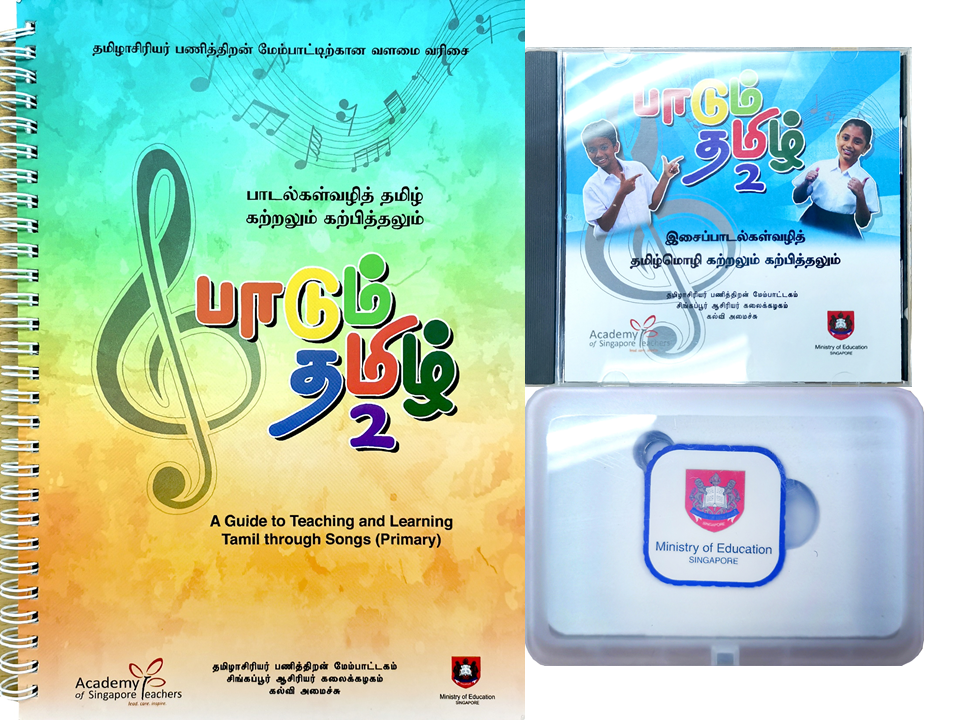 தமிழாசிரியர் பணித்திறன் மேம்பாட்டிற்கான வளமை வரிசை
பாடல்கள்வழித் தமிழ்
கற்றலும் கற்பித்தலும்
பாடும்
தமிழ்
2
A Guide to Teaching and Learning
Tamil through Songs (Primary)
Academy
of Singapore Teachers
lead. care. inspire.
தமிழாசிரியர் பணித்திறன் மேம்பாட்டகம்
சிங்கப்பூர் ஆசிரியர் கலைக்கழகம்
கல்வி அமைச்சு
Ministry of Education
SINGAPORE
பாடும்
தமிழ்
2
இசைப்பாடல்கள்வழித்
தமிழ்மொழி கற்றலும் கற்பித்தலும்
தமிழாசிரியர் பணித்திறன் மேம்பாட்டகம்
சிங்கப்பூர் ஆசிரியர் கலைக்கழகம்
கல்வி அமைச்சு
Academy
of Singapore Teachers
lead. care. inspire.
Ministry of Education
SINGAPORE
SINGAPORE
Ministry of Education
SINGAPORE